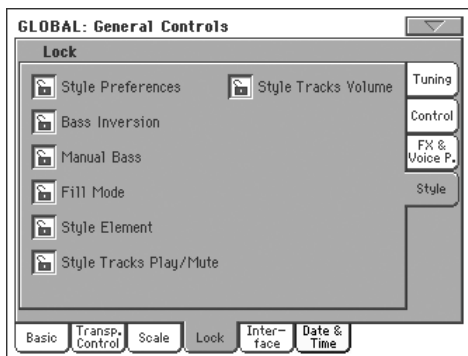 GLOBAL: General Controls
Lock
Style Preferences
Style Tracks Volume
Bass Inversion
Manual Bass
Fill Mode
Style Element
Style Tracks Play/Mute
Tuning
Control
FX &
Voice P.
Style
Basic
Transp.
Control
Scale
Lock
Inter-
face
Date &
Time